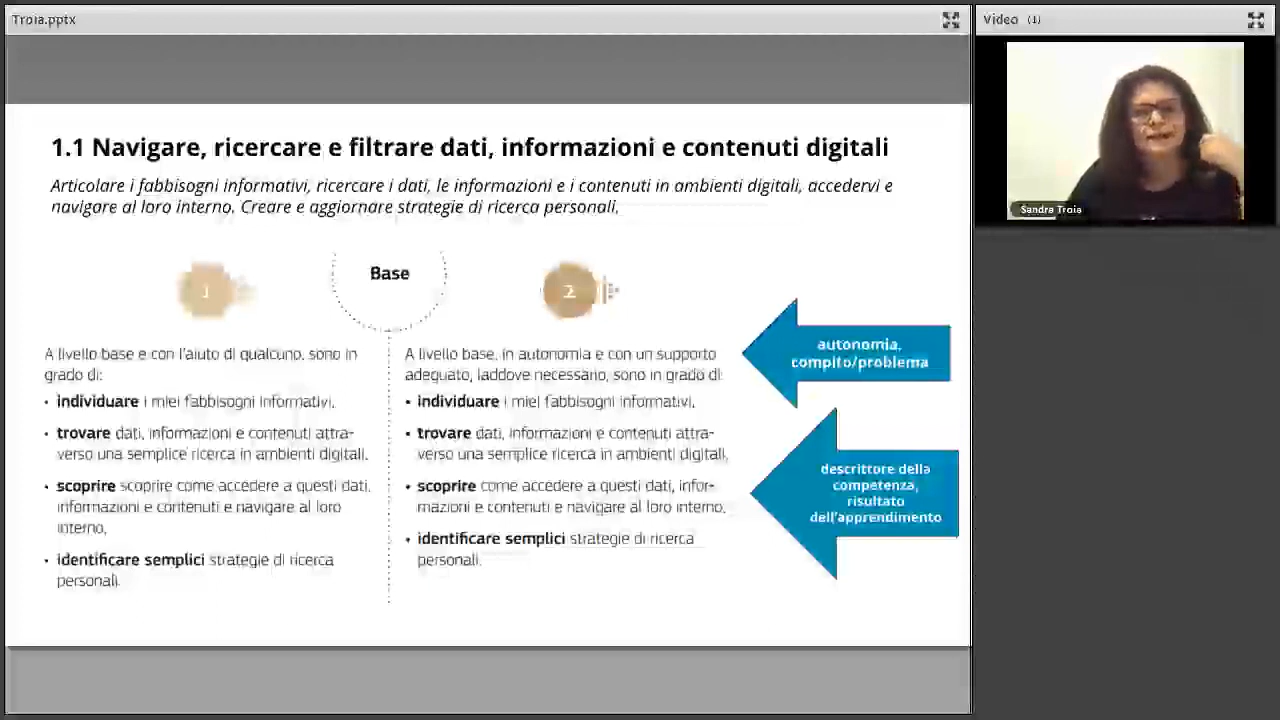 Troia.pptx
Video (1)
1.1 Navigare, ricercare e filtrare dati, informazioni e contenuti digitali
Articolare i fabbisogni informativi, ricercare i dati, le informazioni e i contenuti in ambienti digitali, accedervi e
navigare al loro interno. Creare e aggiornare strategie di ricerca personali.
Sandra Troia
1
Base
2
A livello base e con l'aiuto di qualcuno, sono in
grado di:
• individuare i miei fabbisogni informativi,
• trovare dati, informazioni e contenuti attra-
verso una semplice ricerca in ambienti digitali,
• scoprire scoprire come accedere a questi dati,
informazioni e contenuti e navigare al loro
interno,
• identificare semplici strategie di ricerca
personali.
A livello base, in autonomia e con un supporto
adeguato, laddove necessario, sono in grado di:
• individuare i miei fabbisogni informativi,
• trovare dati, informazioni e contenuti attra-
verso una semplice ricerca in ambienti digitali,
• scoprire come accedere a questi dati, infor-
mazioni e contenuti e navigare al loro interno,
• identificare semplici strategie di ricerca
personali.
autonomia,
compito/problema
descrittore della
competenza,
risultato
dell'apprendimento